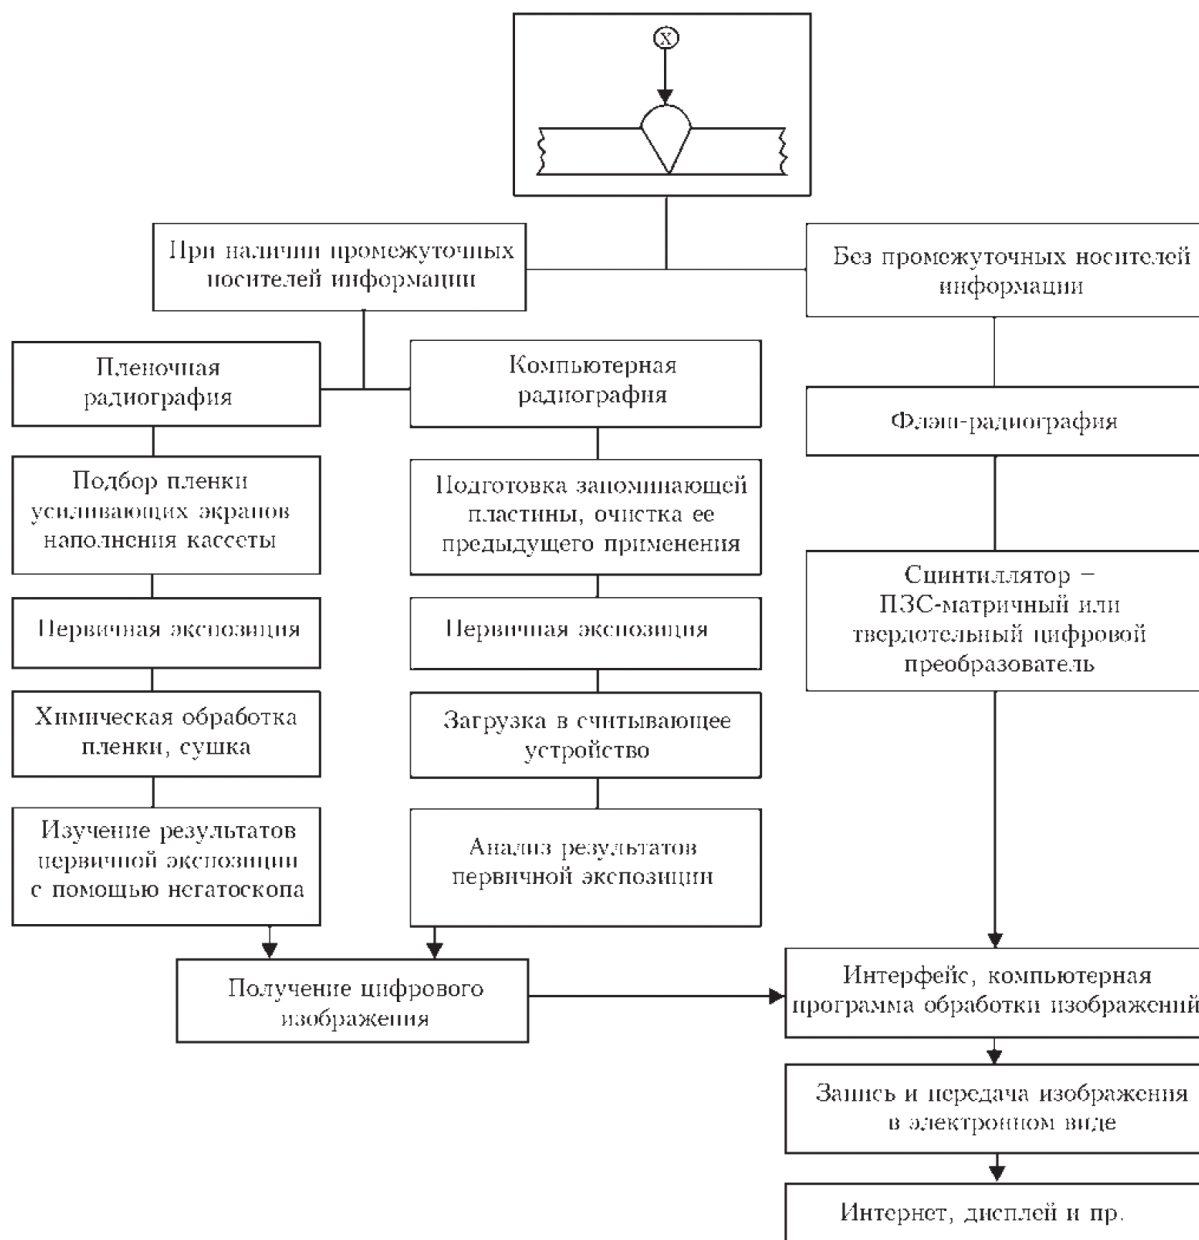 X
При наличии промежуточных
носителей информации
Без промежуточных носителей
информации
Пленочная
радиография
Компьютерная
радиография
Флэш-радиография
Подбор пленки
усиливающих экранов
наполнения кассеты
Подготовка запоминающей
пластины, очистка ее
предыдущего применения
Сцинтиллятор –
ПЗС-матричный или
твердотельный цифровой
преобразователь
Первичная экспозиция
Первичная экспозиция
Химическая обработка
пленки, сушка
Загрузка в считывающее
устройство
Изучение результатов
первичной экспозиции
с помощью негатоскопа
Анализ результатов
первичной экспозиции
Получение цифрового
изображения
Интерфейс, компьютерная
программа обработки изображений
Запись и передача изображения
в электронном виде
Интернет, дисплей и пр.